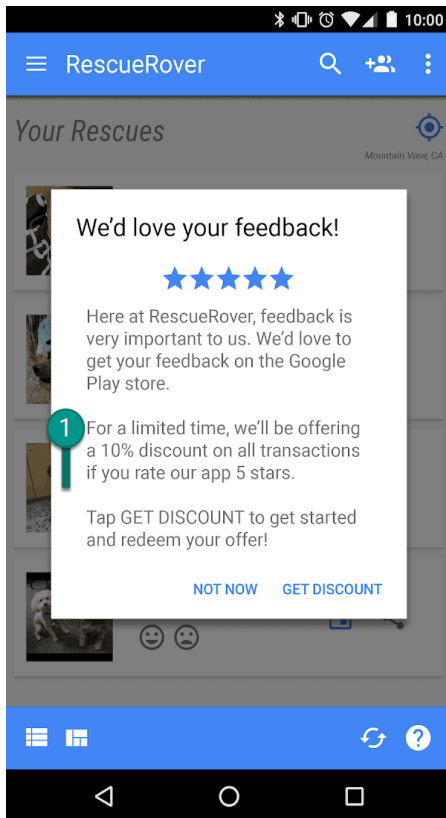 10:00
RescueRover
Your Rescues
Mountain View, CA
We'd love your feedback!
Here at RescueRover, feedback is
very important to us. We'd love to
get your feedback on the Google
Play store.
1
For a limited time, we'll be offering
a 10% discount on all transactions
if you rate our app 5 stars.
Tap GET DISCOUNT to get started
and redeem your offer!
NOT NOW GET DISCOUNT
?